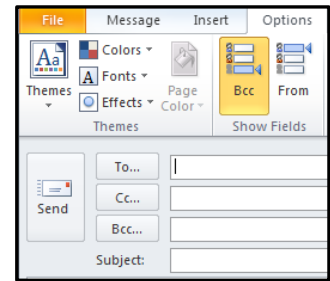 File Message Insert Options
Aa
Themes
Colors
A Fonts
Effects
Page
Color
Bcc From
Themes Show Fields
Send
To...
Cc...
Bcc...
Subject: